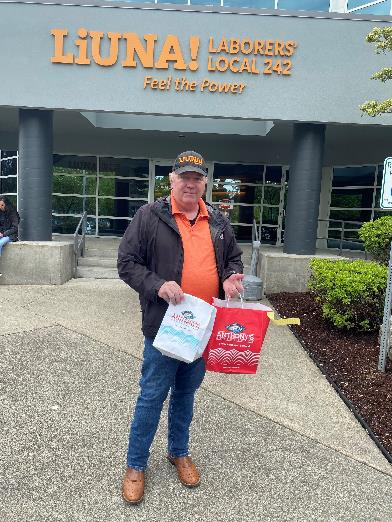 LiUNA! LABORERS'
LOCAL 242
Feel the Power
LiUNA!
ANTHONY'S
ANTHONY'S